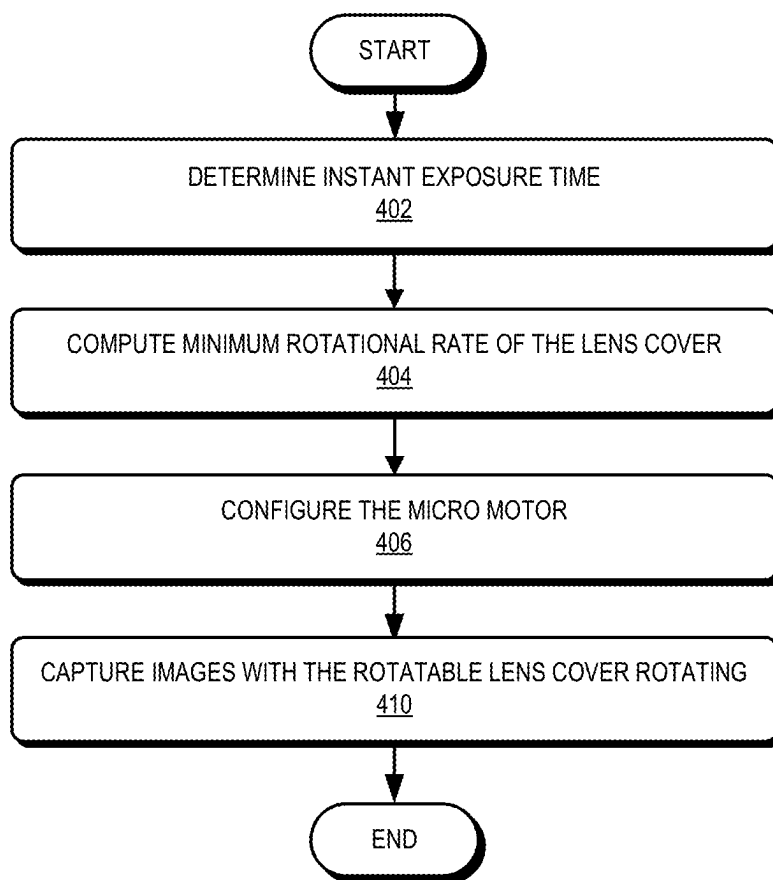 START
DETERMINE INSTANT EXPOSURE TIME
402
COMPUTE MINIMUM ROTATIONAL RATE OF THE LENS COVER
404
CONFIGURE THE MICRO MOTOR
406
CAPTURE IMAGES WITH THE ROTATABLE LENS COVER ROTATING
410
END